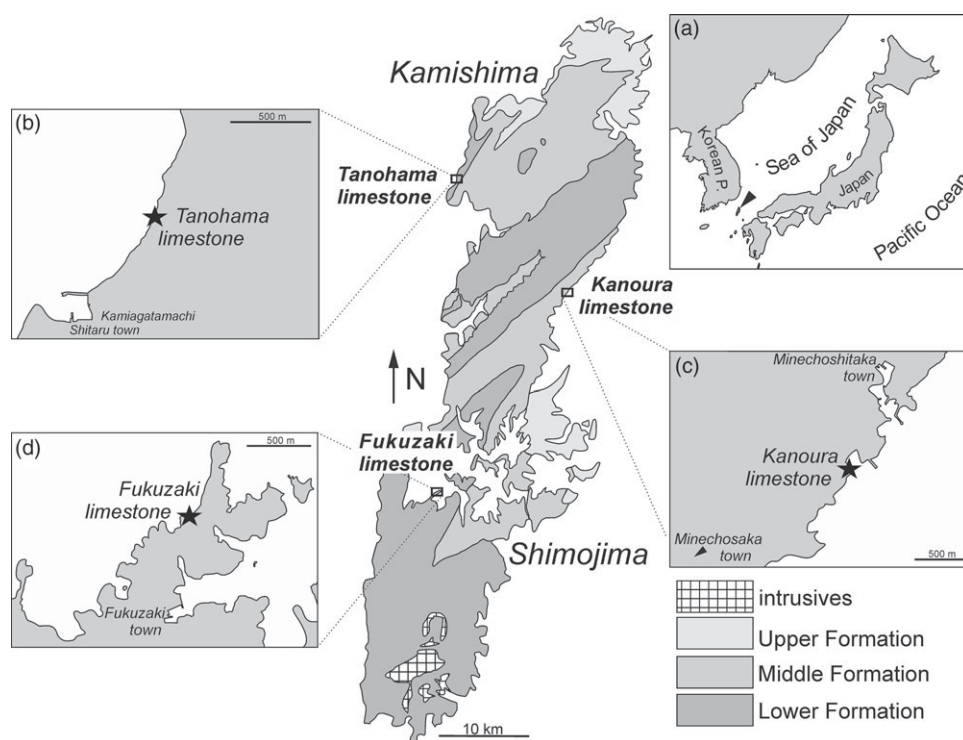 (a)
Korean P.
Sea of Japan
Japan
Pacific Ocean
Kamishima
(b)
500 m
Tanohama
limestone
Kamiagatamachi
Shitaru town
Tanohama
limestone
Kanoura
limestone
N
(c)
Minechoshitaka
town
Kanoura
limestone
Minechosaka
town
500 m
(d)
500 m
Fukuzaki
limestone
Fukuzaki
town
Fukuzaki
limestone
Shimojima
10 km
intrusives
Upper Formation
Middle Formation
Lower Formation